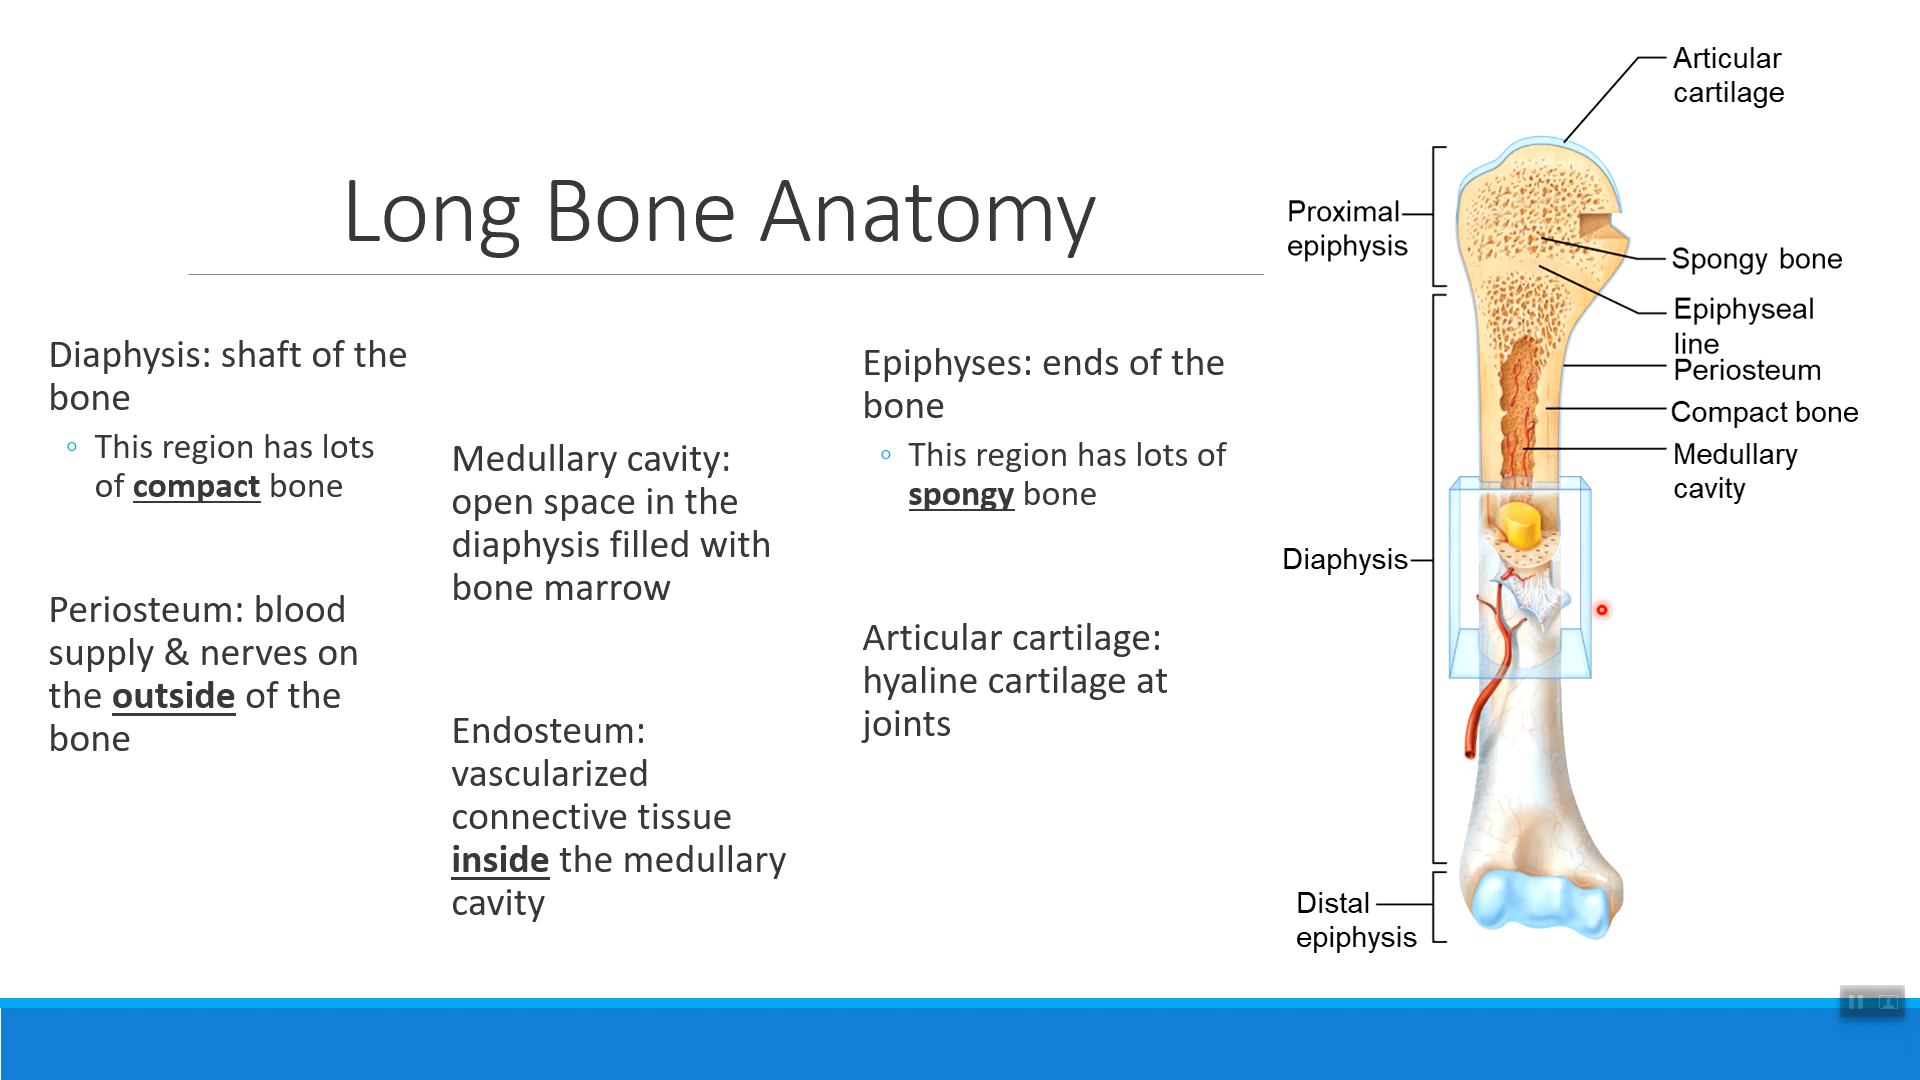 Long Bone Anatomy
Diaphysis: shaft of the
bone
◦ This region has lots
of compact bone
Periosteum: blood
supply & nerves on
the outside of the
bone
Medullary cavity:
open space in the
diaphysis filled with
bone marrow
Endosteum:
vascularized
connective tissue
inside the medullary
cavity
Epiphyses: ends of the
bone
◦ This region has lots of
spongy bone
Articular cartilage:
hyaline cartilage at
joints
Articular
cartilage
Proximal
epiphysis
Spongy bone
Epiphyseal
line
Periosteum
Compact bone
Medullary
cavity
Diaphysis
Distal
epiphysis